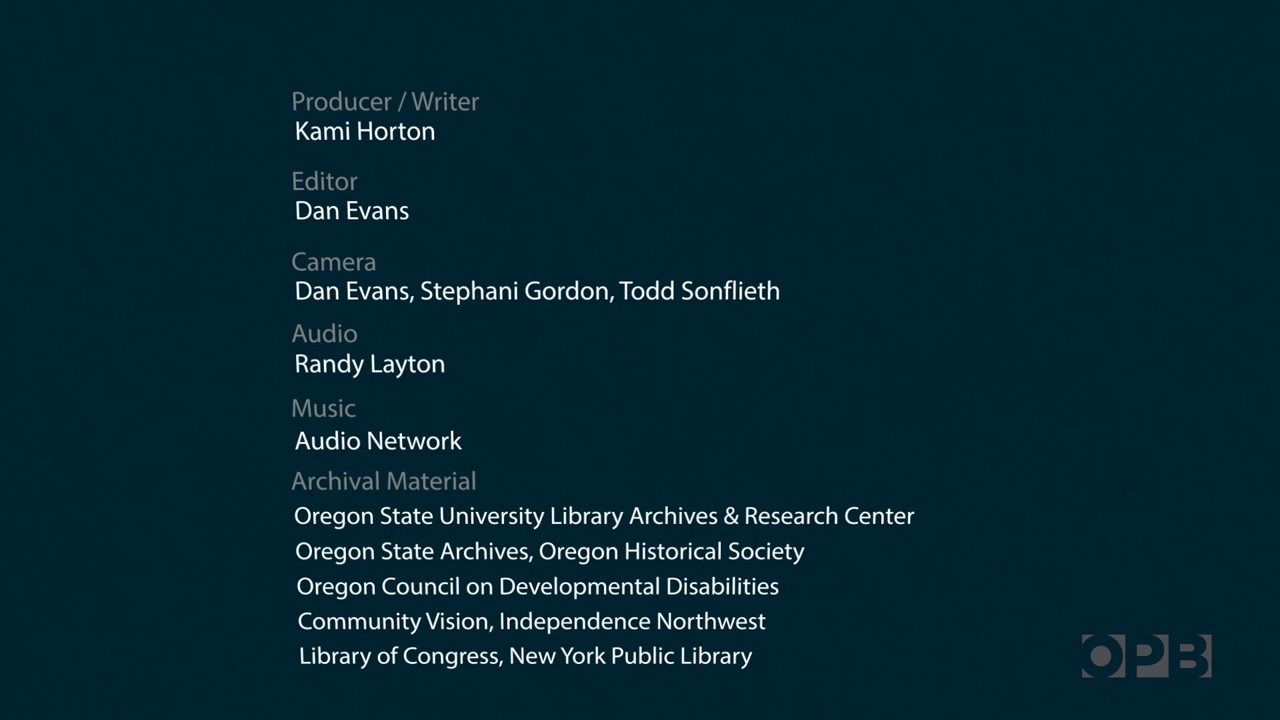 Producer / Writer
Kami Horton
Editor
Dan Evans
Camera
Dan Evans, Stephani Gordon, Todd Sonflieth
Audio
Randy Layton
Music
Audio Network
Archival Material
Oregon State University Library Archives & Research Center
Oregon State Archives, Oregon Historical Society
Oregon Council on Developmental Disabilities
Community Vision, Independence Northwest
Library of Congress, New York Public Library
OPB